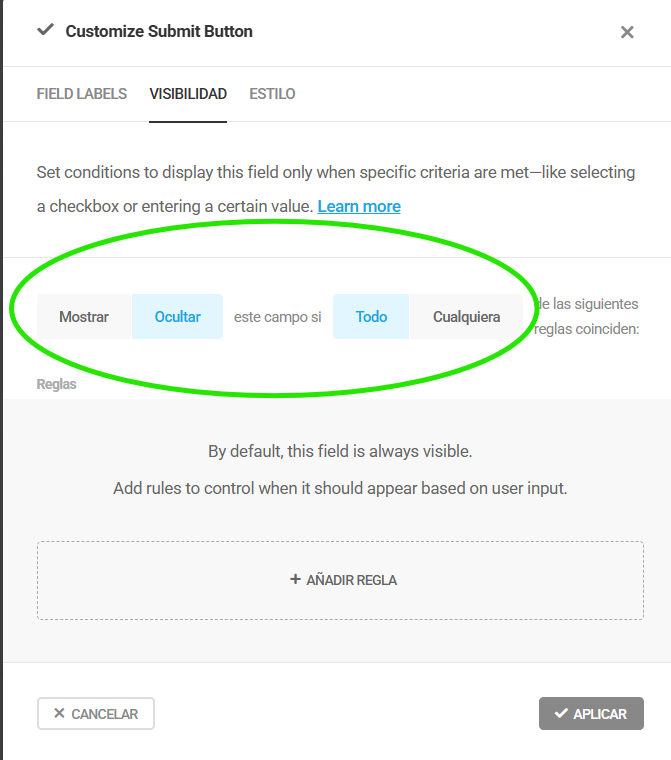 Customize Submit Button
FIELD LABELS VISIBILIDAD ESTILO
Set conditions to display this field only when specific criteria are met—like selecting
a checkbox or entering a certain value. Learn more
Mostrar Ocultar este campo si Todo Cualquiera de las siguientes
reglas coinciden:
Reglas
By default, this field is always visible.
Add rules to control when it should appear based on user input.
+ AÑADIR REGLA
CANCELAR APLICAR